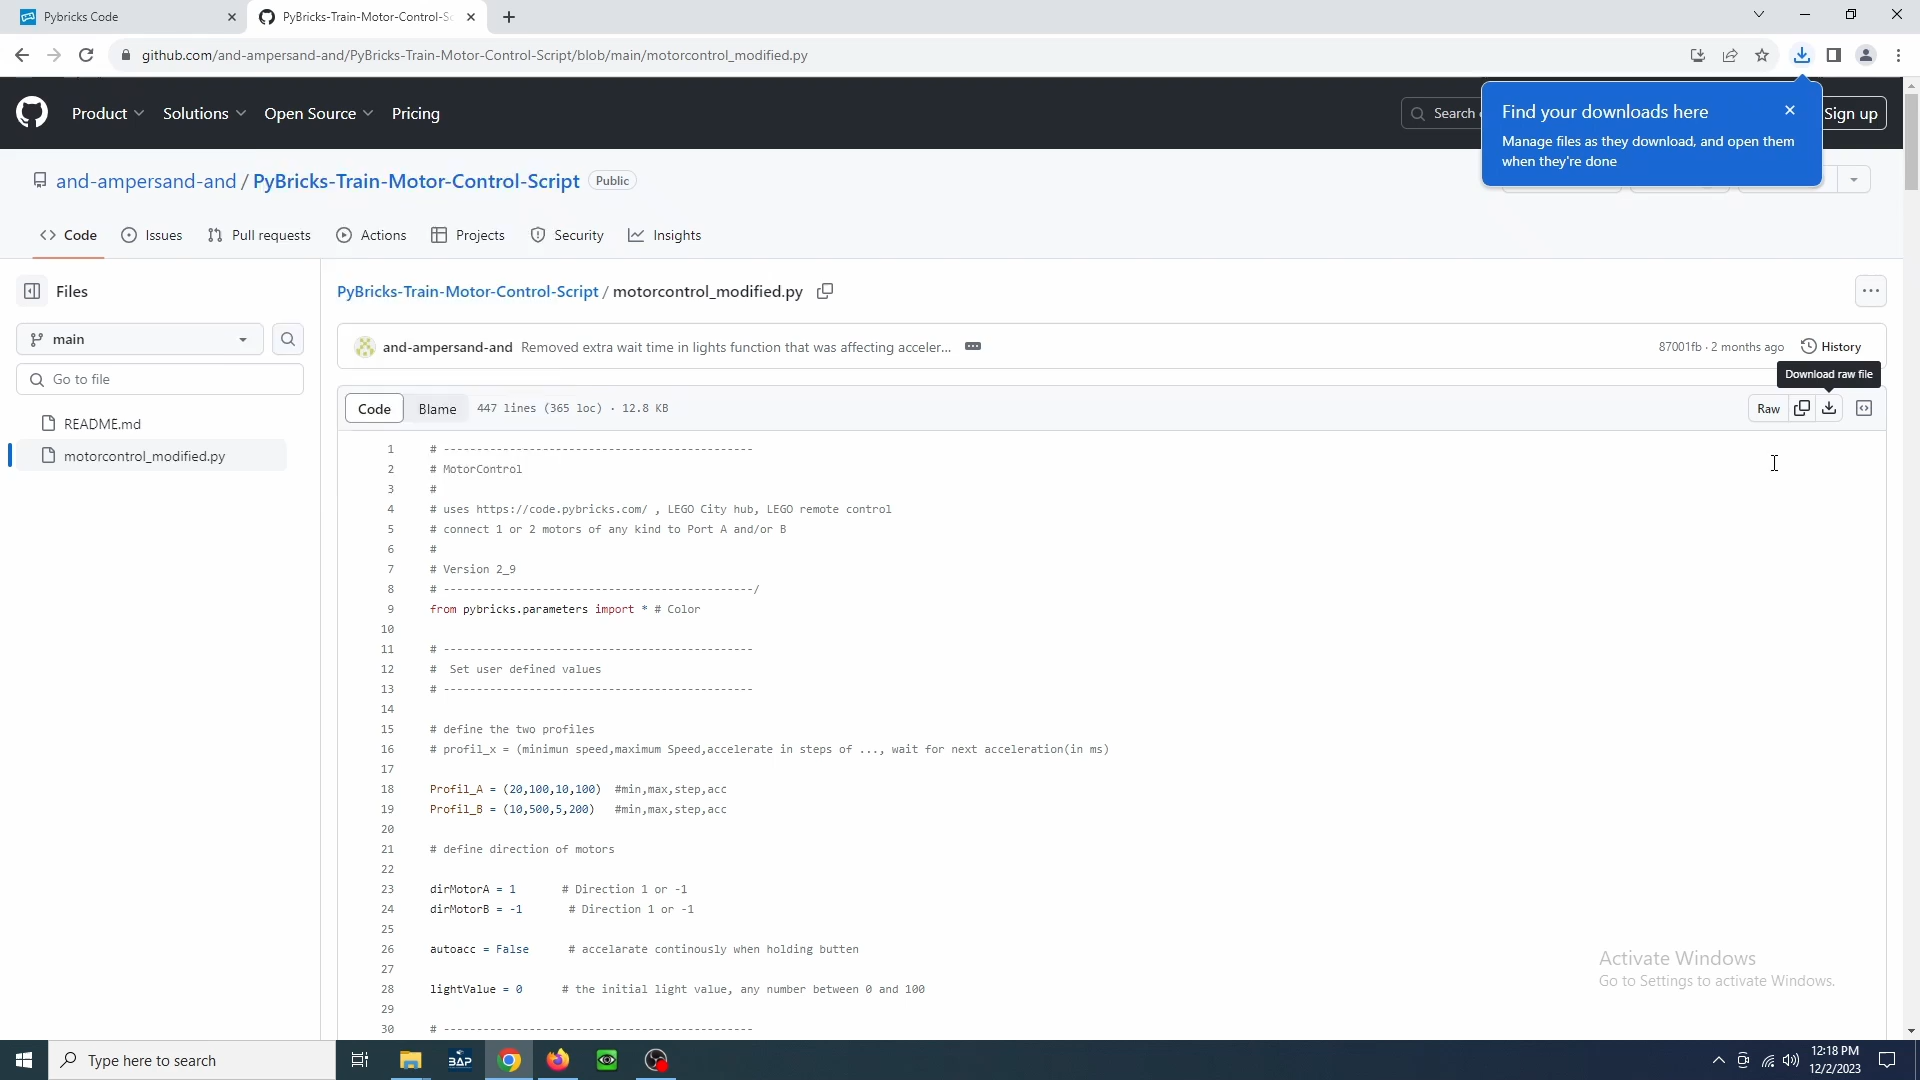 Pybricks Code
PyBricks-Train-Motor-Control-Sc
github.com/and-ampersand-and/PyBricks-Train-Motor-Control-Script/blob/main/motorcontrol_modified.py
Product
Solutions
Open Source
Pricing
Search
Sign up
Find your downloads here
Manage files as they download, and open them
when they're done
and-ampersand-and / PyBricks-Train-Motor-Control-Script Public
Code
Issues
Pull requests
Actions
Projects
Security
Insights
Files
main
Go to file
README.md
motorcontrol_modified.py
PyBricks-Train-Motor-Control-Script / motorcontrol_modified.py
and-ampersand-and Removed extra wait time in lights function that was affecting acceler...
87001fb · 2 months ago
History
Download raw file
Code
Blame
447 lines (365 loc) · 12.8 KB
Raw
1 # -----------------------------------------------
2 # MotorControl
3 #
4 # uses https://code.pybricks.com/ , LEGO City hub, LEGO remote control
5 # connect 1 or 2 motors of any kind to Port A and/or B
6 #
7 # Version 2_9
8 # -----------------------------------------------/
9 from pybricks.parameters import * # Color
10
11 # -----------------------------------------------
12 #  Set user defined values
13 # -----------------------------------------------
14
15 # define the two profiles
16 # profil_x = (minimun speed,maximum Speed,accelerate in steps of ..., wait for next acceleration(in ms)
17
18 Profil_A = (20,100,10,100)  #min,max,step,acc
19 Profil_B = (10,500,5,200)   #min,max,step,acc
20
21 # define direction of motors
22
23 dirMotorA = 1       # Direction 1 or -1
24 dirMotorB = -1       # Direction 1 or -1
25
26 autoacc = False      # accelarate continously when holding butten
27
28 lightValue = 0      # the initial light value, any number between 0 and 100
29
30 # -----------------------------------------------
Activate Windows
Go to Settings to activate Windows.
Type here to search
BAP
12:18 PM
12/2/2023